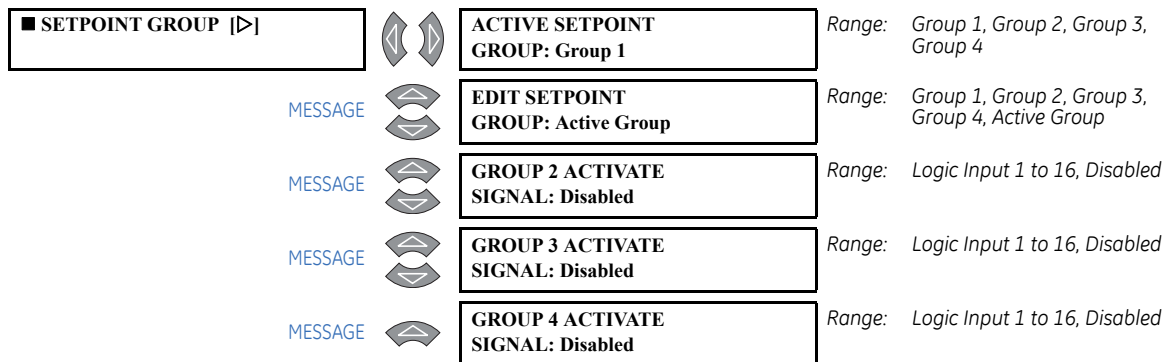 ■ SETPOINT GROUP [▷]
ACTIVE SETPOINT
GROUP: Group 1
Range: Group 1, Group 2, Group 3,
Group 4
MESSAGE
EDIT SETPOINT
GROUP: Active Group
Range: Group 1, Group 2, Group 3,
Group 4, Active Group
MESSAGE
GROUP 2 ACTIVATE
SIGNAL: Disabled
Range: Logic Input 1 to 16, Disabled
MESSAGE
GROUP 3 ACTIVATE
SIGNAL: Disabled
Range: Logic Input 1 to 16, Disabled
MESSAGE
GROUP 4 ACTIVATE
SIGNAL: Disabled
Range: Logic Input 1 to 16, Disabled